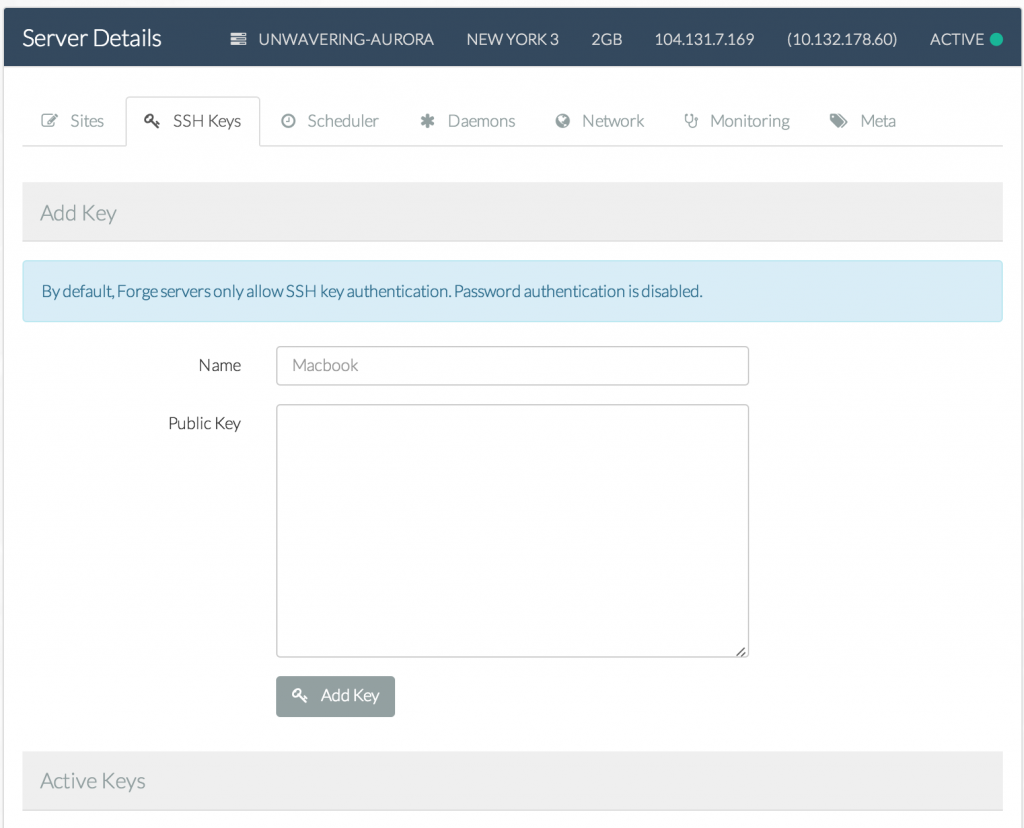 Server Details UNWAVERING-AURORA NEW YORK 3 2GB 104.131.7.169 (10.132.178.60) ACTIVE
Sites SSH Keys Scheduler Daemons Network Monitoring Meta
Add Key
By default, Forge servers only allow SSH key authentication. Password authentication is disabled.
Name Macbook
Public Key
Add Key
Active Keys